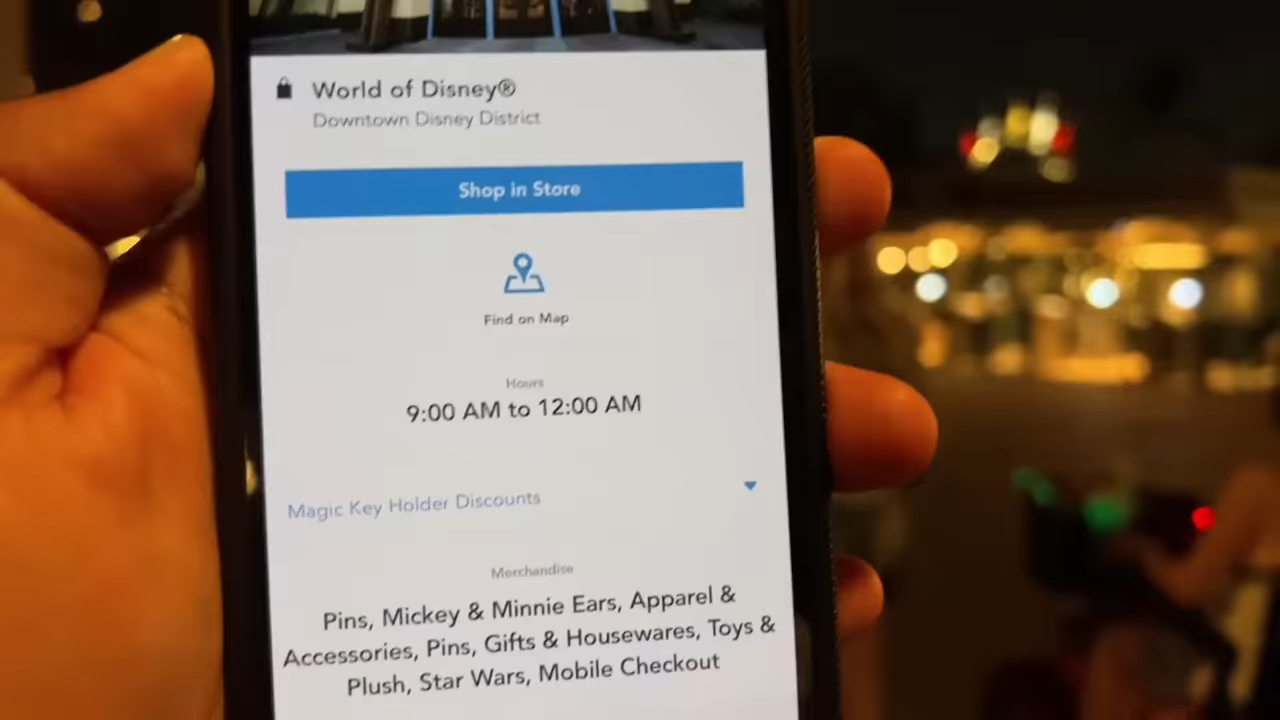 World of Disney®
Downtown Disney District
Shop in Store
Find on Map
Hours
9:00 AM to 12:00 AM
Magic Key Holder Discounts
Merchandise
Pins, Mickey & Minnie Ears, Apparel &
Accessories, Pins, Gifts & Housewares, Toys &
Plush, Star Wars, Mobile Checkout